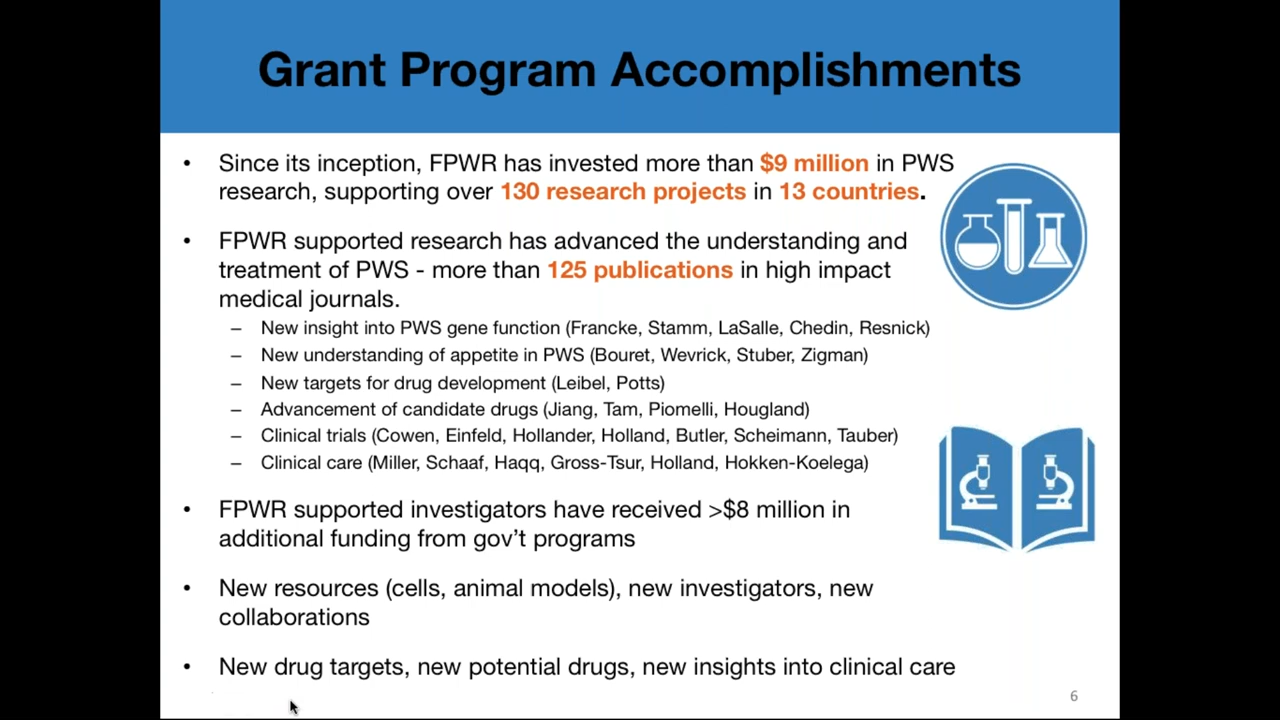 Grant Program Accomplishments
• Since its inception, FPWR has invested more than $9 million in PWS
research, supporting over 130 research projects in 13 countries.
• FPWR supported research has advanced the understanding and
treatment of PWS - more than 125 publications in high impact
medical journals.
– New insight into PWS gene function (Francke, Stamm, LaSalle, Chedin, Resnick)
– New understanding of appetite in PWS (Bouret, Wevrick, Stuber, Zigman)
– New targets for drug development (Leibel, Potts)
– Advancement of candidate drugs (Jiang, Tam, Piomelli, Hougland)
– Clinical trials (Cowen, Einfeld, Hollander, Holland, Butler, Scheimann, Tauber)
– Clinical care (Miller, Schaaf, Haqq, Gross-Tsur, Holland, Hokken-Koelega)
• FPWR supported investigators have received >$8 million in
additional funding from gov’t programs
• New resources (cells, animal models), new investigators, new
collaborations
• New drug targets, new potential drugs, new insights into clinical care
6